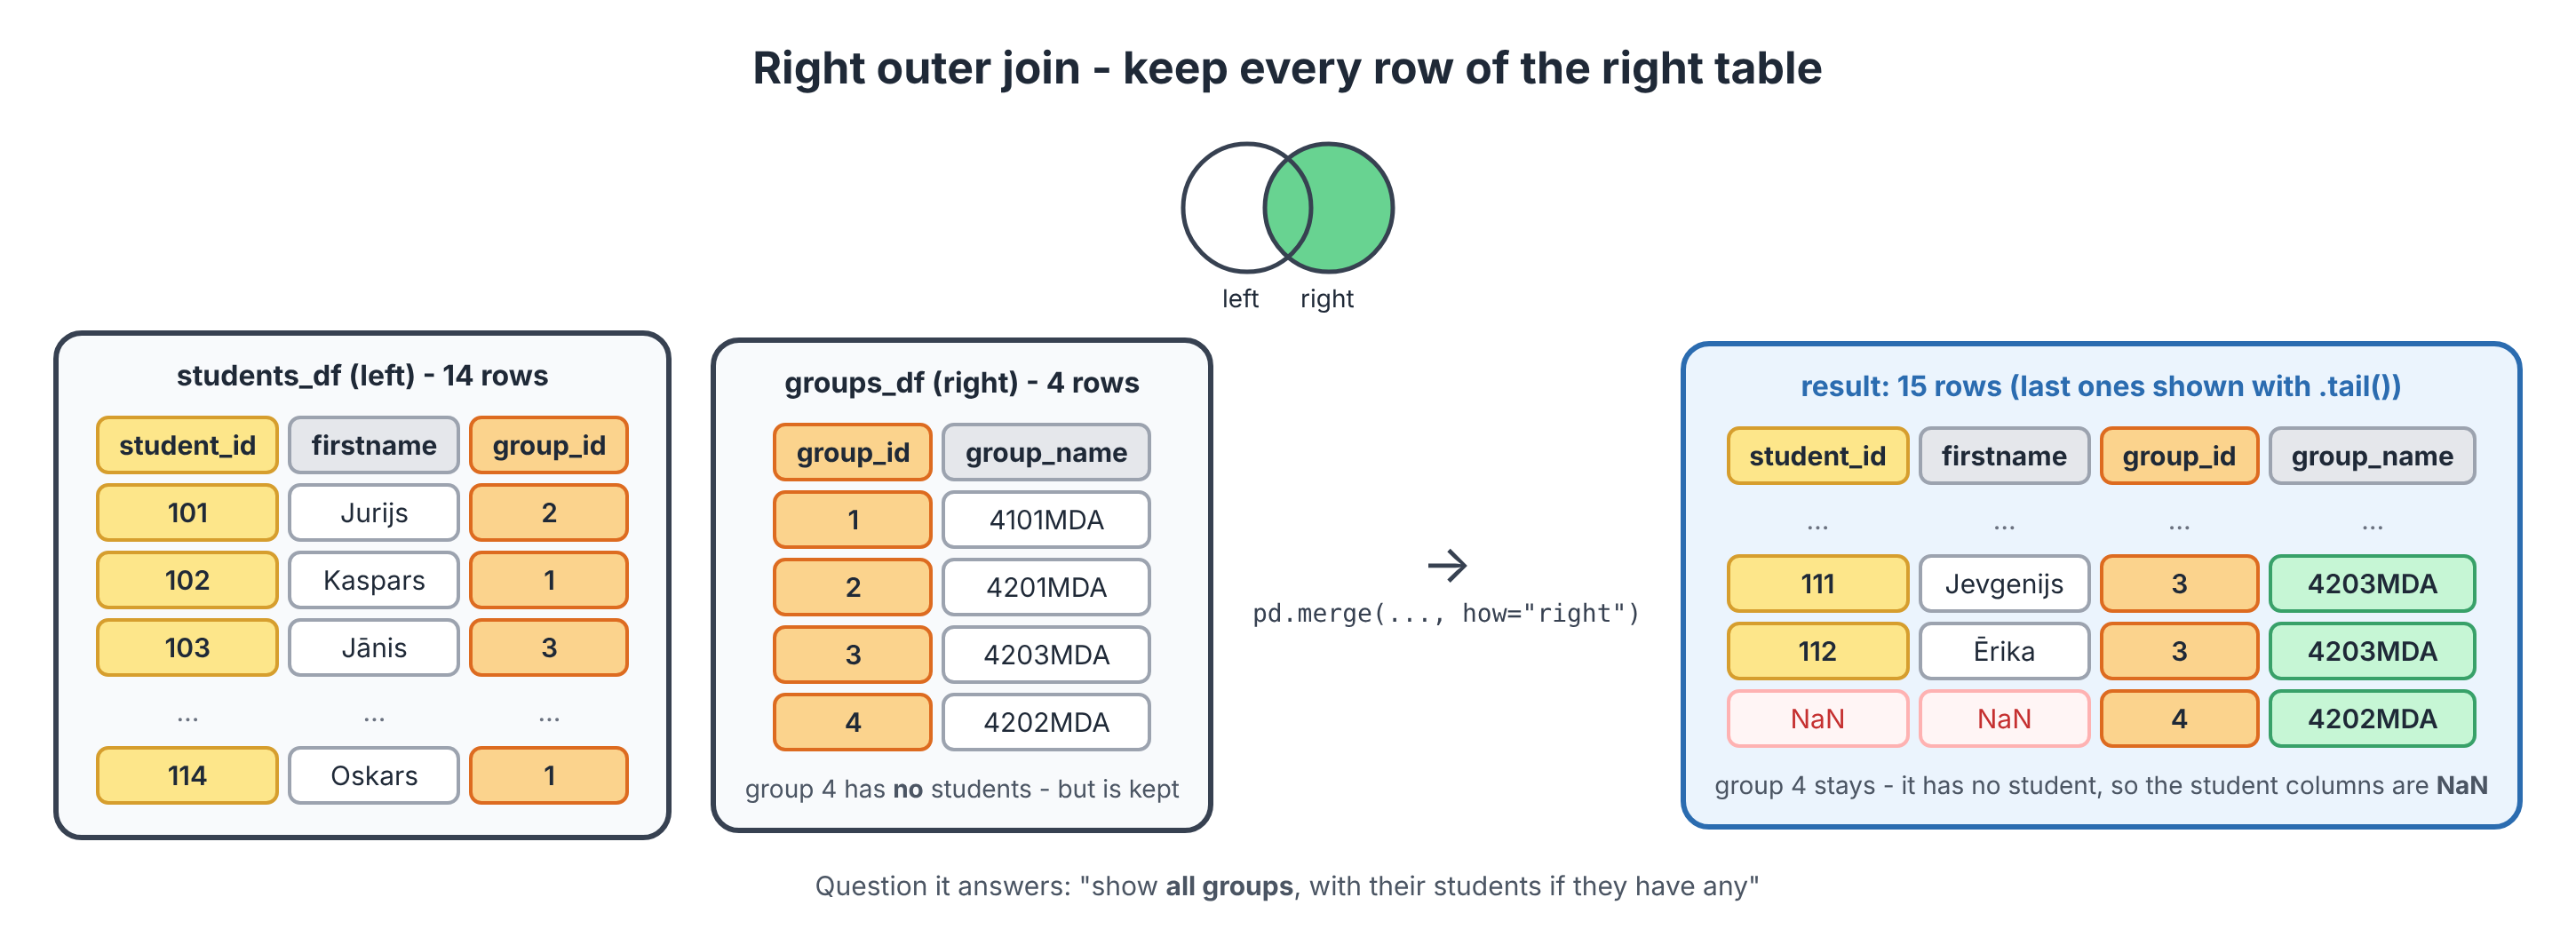 Right outer join - keep every row of the right table
left right
students_df (left) - 14 rows
student_id firstname group_id
101 Jurijs 2
102 Kaspars 1
103 Jānis 3
... ... ...
114 Oskars 1
groups_df (right) - 4 rows
group_id group_name
1 4101MDA
2 4201MDA
3 4203MDA
4 4202MDA
group 4 has no students - but is kept
→
pd.merge(..., how="right")
result: 15 rows (last ones shown with .tail())
student_id firstname group_id group_name
... ... ... ...
111 Jevgenijs 3 4203MDA
112 Ērika 3 4203MDA
NaN NaN 4 4202MDA
group 4 stays - it has no student, so the student columns are NaN
Question it answers: "show all groups, with their students if they have any"